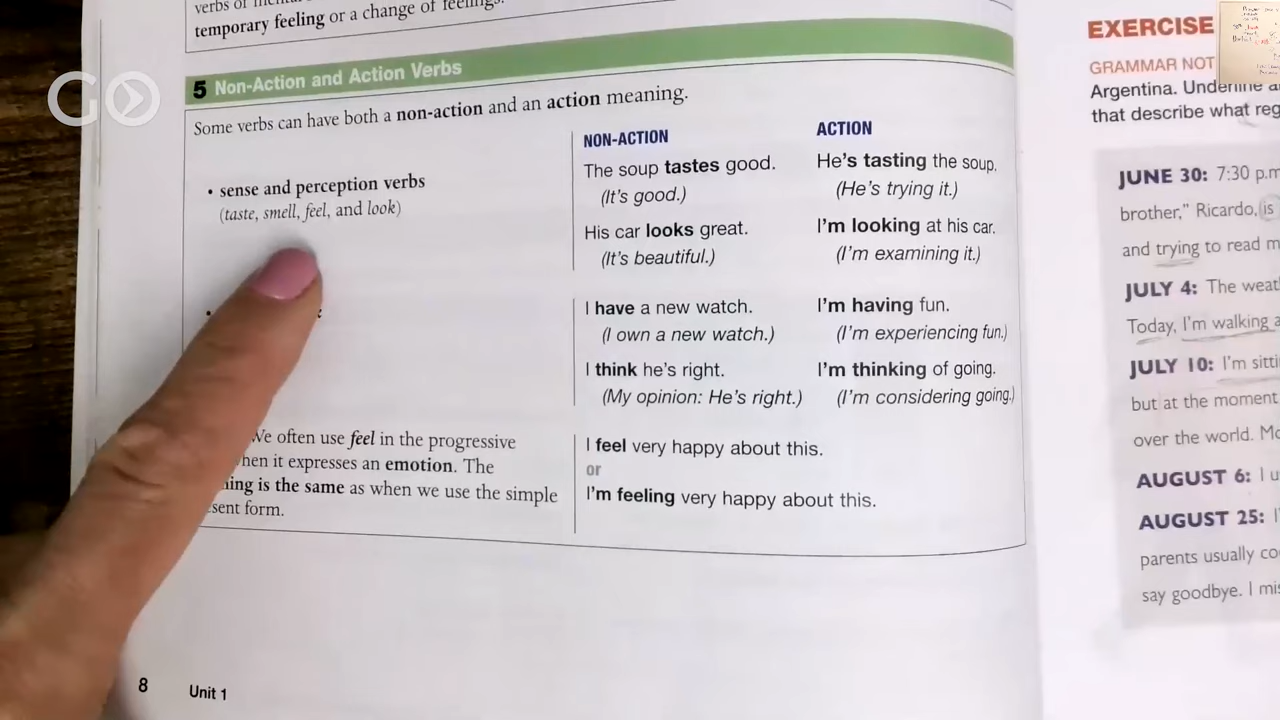 GO
temporary feeling or a change of feelings.
5 Non-Action and Action Verbs
Some verbs can have both a non-action and an action meaning.
NON-ACTION ACTION
• sense and perception verbs
(taste, smell, feel, and look)
The soup tastes good. He's tasting the soup.
(It's good.) (He's trying it.)
His car looks great. I'm looking at his car.
(It's beautiful.) (I'm examining it.)
I have a new watch. I'm having fun.
(I own a new watch.) (I'm experiencing fun.)
I think he's right. I'm thinking of going.
(My opinion: He's right.) (I'm considering going.)
We often use feel in the progressive
when it expresses an emotion. The
is the same as when we use the simple
form.
I feel very happy about this.
or
I'm feeling very happy about this.
8 Unit 1
EXERCISE
GRAMMAR NOT
Argentina. Underline
that describe what reg
JUNE 30: 7:30 p.m
brother," Ricardo, is
and trying to read m
JULY 4: The weat
Today, I'm walking a
JULY 10: I'm sitti
but at the moment
over the world. Mo
AUGUST 6: I u
AUGUST 25: I'
parents usually co
say goodbye. I mis